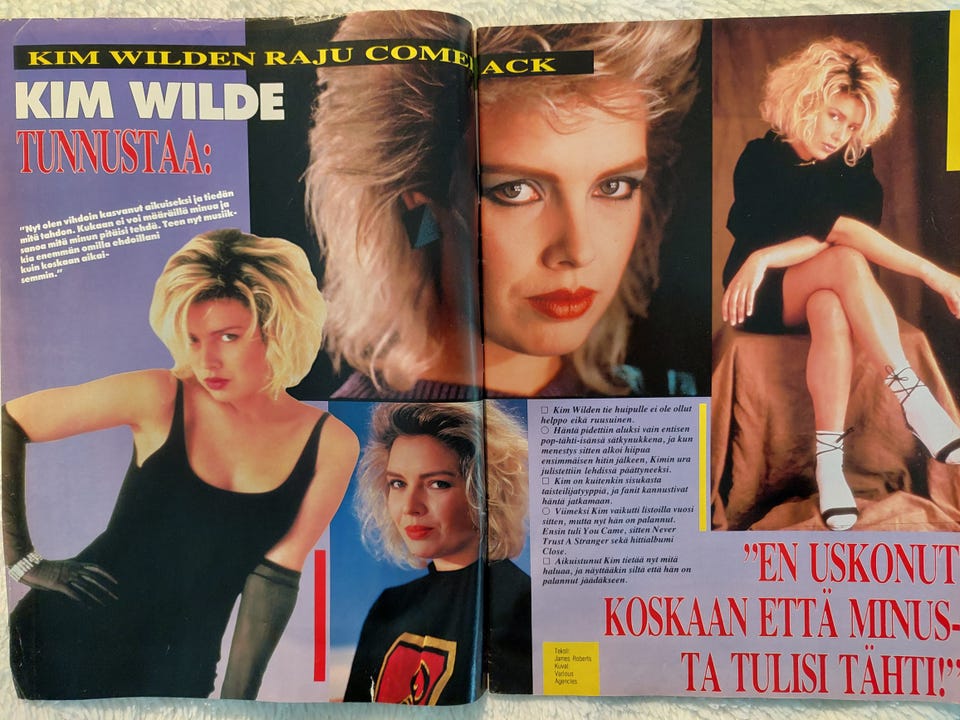 KIM WILDEN RAJU COMEBACK
KIM WILDE
TUNNUSTAA:
"Nyt olen vihdoin kasvanut aikuiseksi ja tiedän
mitä tahdon. Kukaan ei voi määräillä minua ja
sanoa mitä minun pitäisi tehdä. Teen nyt musiik-
kia enemmän omilla ehdoillani
kuin koskaan aikai-
semmin."
□ Kim Wilden tie huipulle ei ole ollut
helppo eikä ruusuinen.
○ Häntä pidettiin aluksi vain entisen
pop-tähti-isänsä sätkynukkena, ja kun
menestys sitten alkoi hiipua
ensimmäisen hitin jälkeen, Kimin ura
julistettiin lehdissä päättyneeksi.
□ Kim on kuitenkin sisukasta
taistelijatyyppiä, ja fanit kannustivat
häntä jatkamaan.
○ Viimeksi Kim vaikutti listoilla vuosi
sitten, mutta nyt hän on palannut.
Ensin tuli You Came, sitten Never
Trust A Stranger sekä hittialbumi
Close.
□ Aikuistunut Kim tietää nyt mitä
haluaa, ja näyttääkin siltä että hän on
palannut jäädäkseen.
Teksti:
James Roberts
Kuvat:
Various
Agencies
"EN USKONUT
KOSKAAN ETTÄ MINUS-
TA TULISI TÄHTI!"